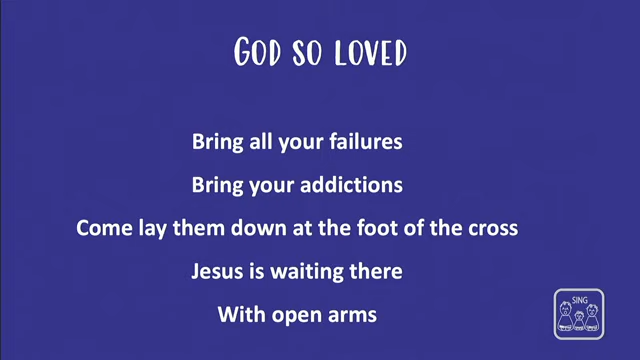 GOD SO LOVED
Bring all your failures
Bring your addictions
Come lay them down at the foot of the cross
Jesus is waiting there
With open arms
SING